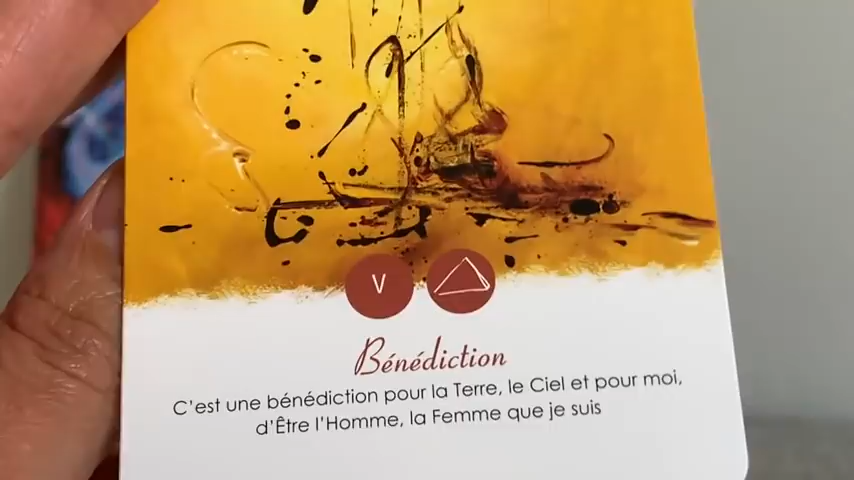 V
Bénédiction
C'est une bénédiction pour la Terre, le Ciel et pour moi,
d'Être l'Homme, la Femme que je suis